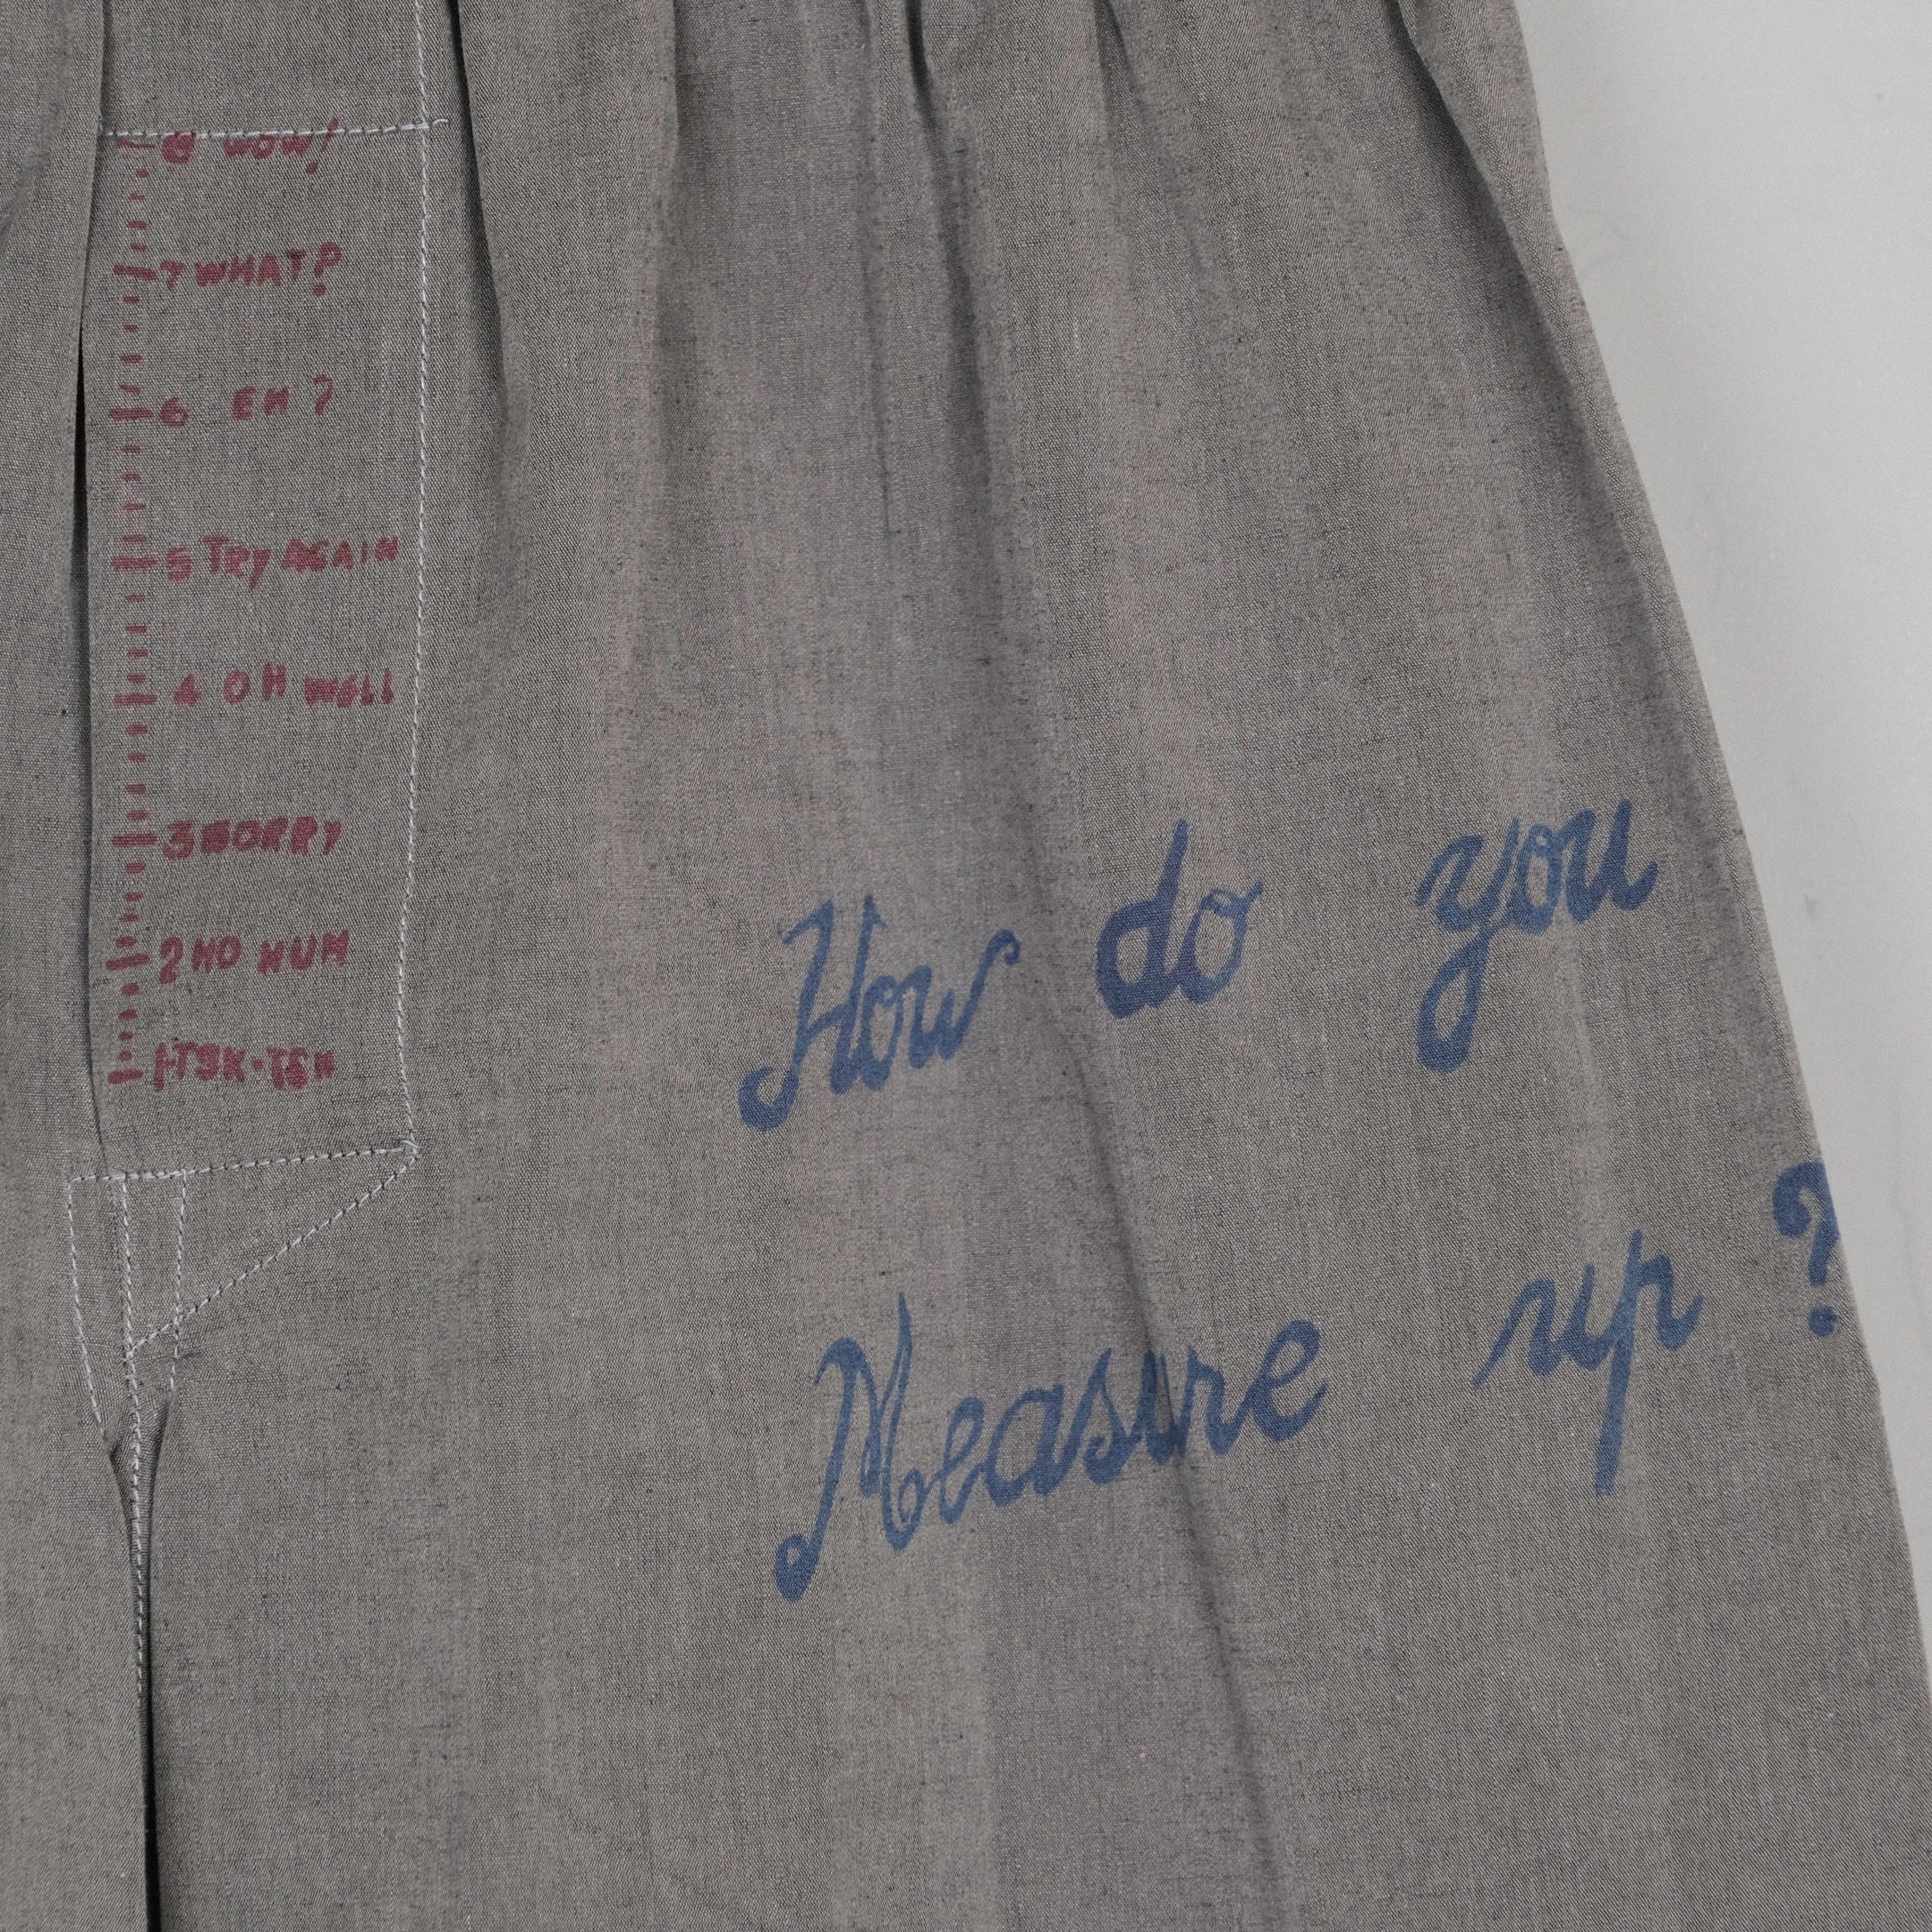 8 WOW!
7 WHAT?
6 EH?
5 TRY AGAIN
4 OH WELL
3 SORRY
2 HO HUM
1 TSK-TSK
How do you
Measure up?